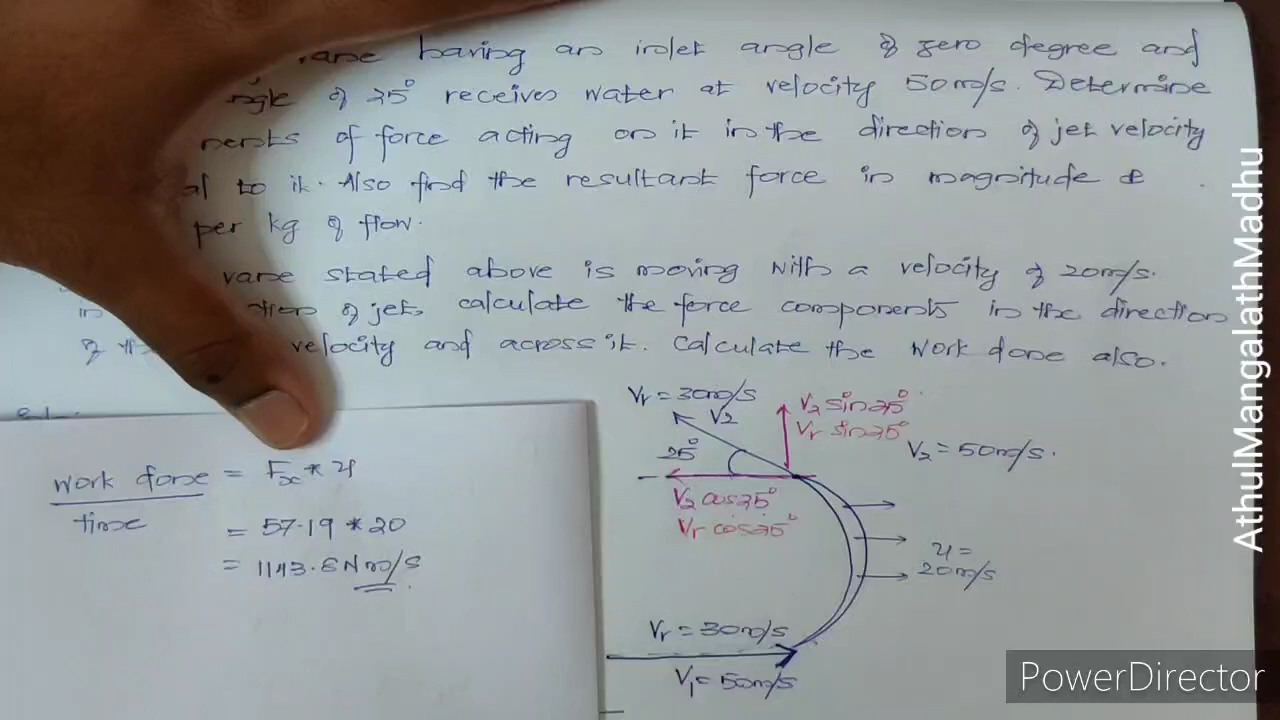 vane having an inlet angle of zero degree and
angle of 25° receives water at velocity 50m/s. Determine
nents of force acting on it in the direction of jet velocity
al to it. Also find the resultant force in magnitude &
per kg of flow.
vane stated above is moving with a velocity of 20m/s.
in tion of jet, calculate the force components in the direction
of the velocity and across it. Calculate the work done also.
Vr = 30m/s
V2
V2 sin25°
Vr sin25°
25°
V2 = 50m/s.
V2 cos25°
Vr cos25°
Work done / time = Fx * u
= 57.19 * 20
= 1143.8 Nm/s
u = 20m/s
Vr = 30m/s
V1 = 50m/s
AthulMangalathMadhu
PowerDirector